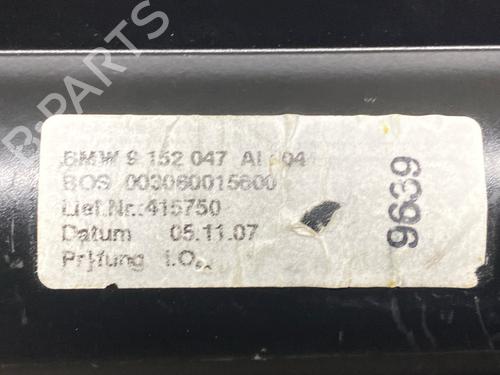 B-PARTS
BMW 9 152 047 AI 04
BOS 003060015600
Lief.Nr.:415750
Datum 05.11.07
Prüfung i.O.
9639